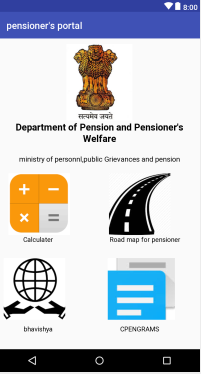 8:00
pensioner's portal
सत्यमेव जयते
Department of Pension and Pensioner's
Welfare
ministry of personnl,public Grievances and pension
Calculater
Road map for pensioner
bhavishya
CPENGRAMS